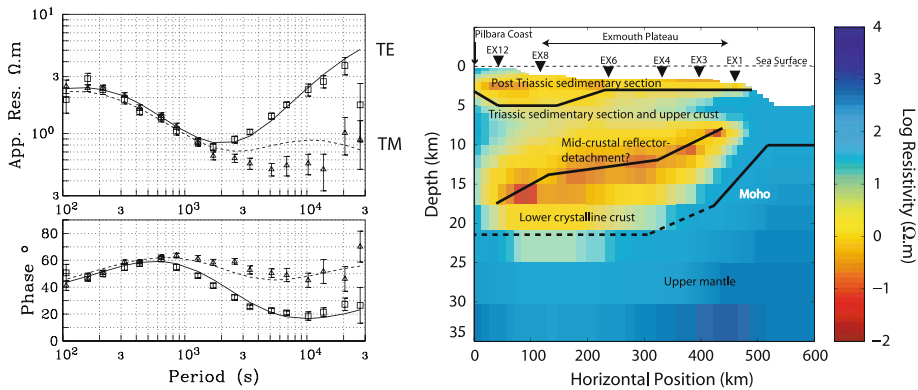 App. Res. Ω.m
10¹
10⁰
TE
TM
10² 3 10³ 3 10⁴ 3
Phase °
80
60
40
20
0
10² 3 10³ 3 10⁴ 3
Period (s)
Pilbara Coast
Exmouth Plateau
EX12 EX8 EX6 EX4 EX3 EX1 Sea Surface
Post Triassic sedimentary section
Triassic sedimentary section and upper crust
Mid-crustal reflector-
detachment?
Moho
Lower crystalline crust
Upper mantle
Depth (km)
0
5
10
15
20
25
30
35
0 100 200 300 400 500 600
Horizontal Position (km)
4
3
2
1
0
−1
−2
Log Resistivity (Ω.m)